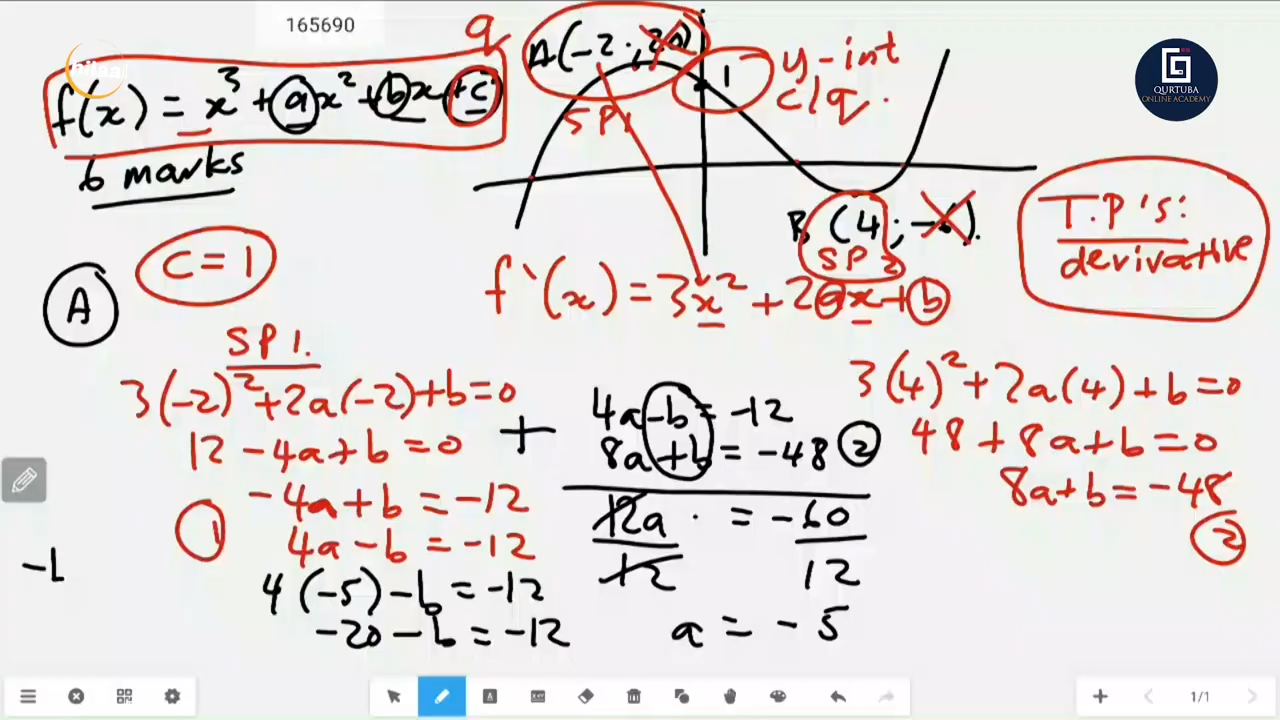 165690
hilaal
QURTUBA
ONLINE ACADEMY
f(x) = x³ + ax² + bx + c
q
6 marks
A(-2 ; 20)
SP1
1
y-int
c/q.
B (4 ; -6).
SP2
T.P's:
derivative
f'(x) = 3x² + 2ax + b
A
c = 1
SP1.
3(-2)² + 2a(-2) + b = 0
12 - 4a + b = 0
-4a + b = -12
1
4a - b = -12
4(-5) - b = -12
-20 - b = -12
-b
+
4a - b = -12
8a + b = -48 2
12a = -60
12 12
a = -5
3(4)² + 2a(4) + b = 0
48 + 8a + b = 0
8a + b = -48
2
1/1